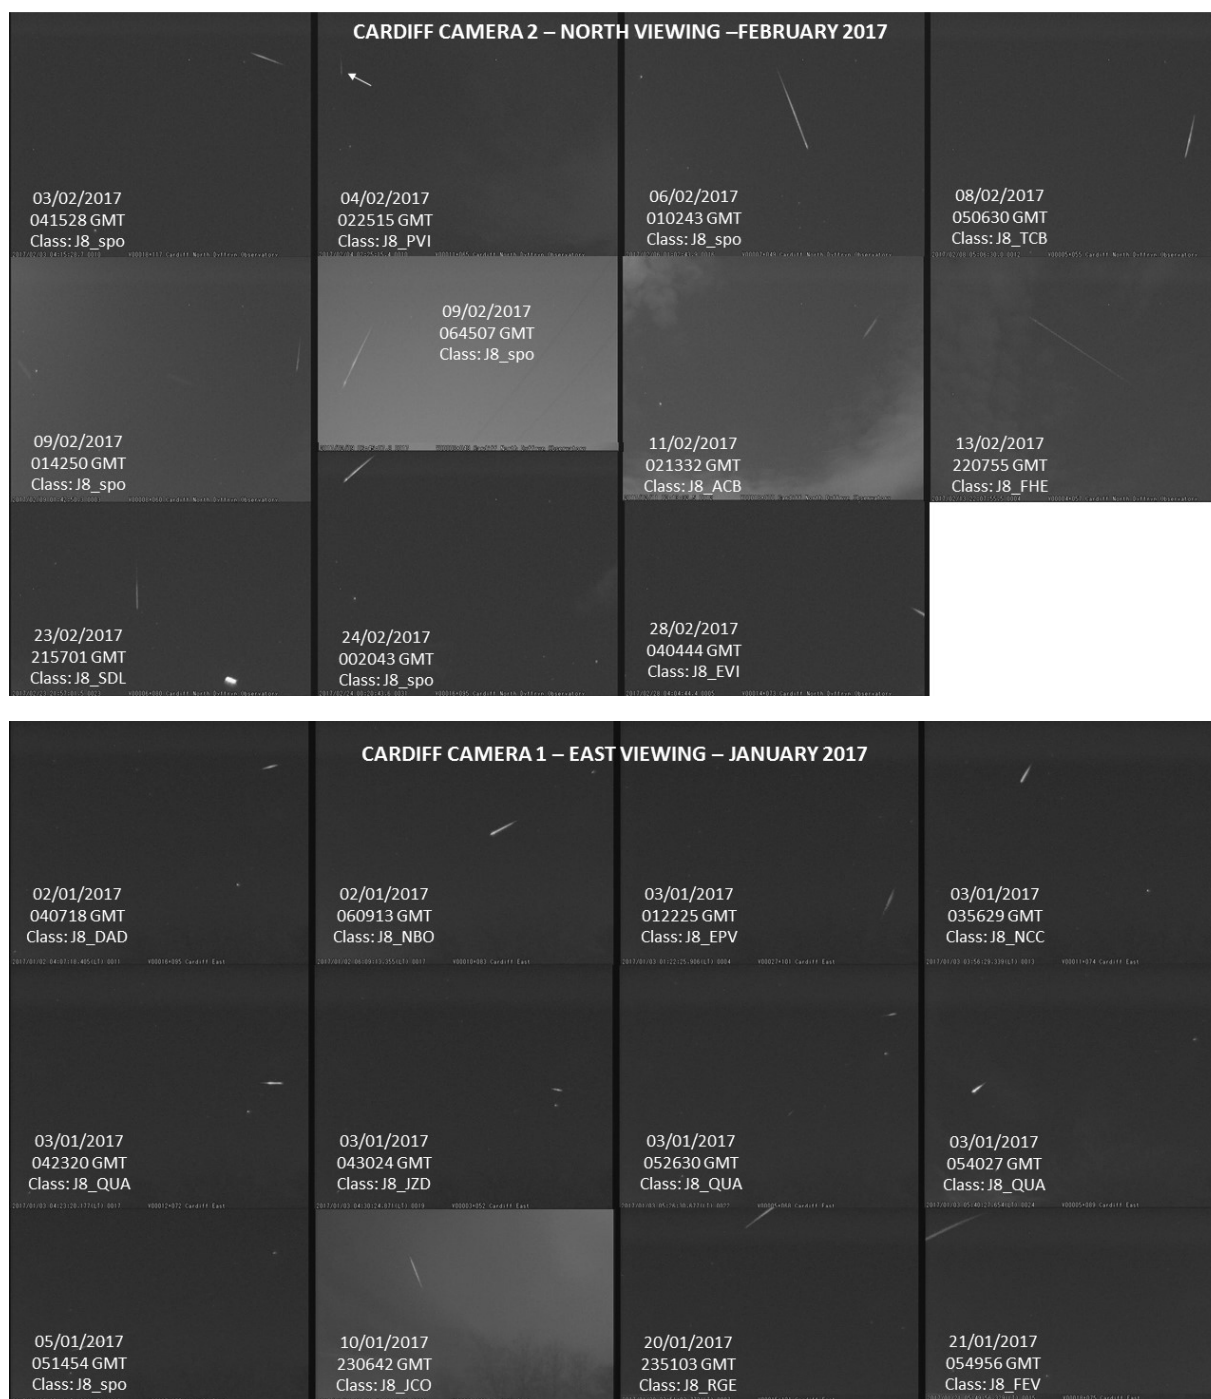 CARDIFF CAMERA 2 – NORTH VIEWING –FEBRUARY 2017
03/02/2017
041528 GMT
Class: J8_spo
04/02/2017
022515 GMT
Class: J8_PVI
06/02/2017
010243 GMT
Class: J8_spo
08/02/2017
050630 GMT
Class: J8_TCB
09/02/2017
014250 GMT
Class: J8_spo
09/02/2017
064507 GMT
Class: J8_spo
11/02/2017
021332 GMT
Class: J8_ACB
13/02/2017
220755 GMT
Class: J8_FHE
23/02/2017
215701 GMT
Class: J8_SDL
24/02/2017
002043 GMT
Class: J8_spo
28/02/2017
040444 GMT
Class: J8_EVI
CARDIFF CAMERA 1 – EAST VIEWING – JANUARY 2017
02/01/2017
040718 GMT
Class: J8_DAD
02/01/2017
060913 GMT
Class: J8_NBO
03/01/2017
012225 GMT
Class: J8_EPV
03/01/2017
035629 GMT
Class: J8_NCC
03/01/2017
042320 GMT
Class: J8_QUA
03/01/2017
043024 GMT
Class: J8_JZD
03/01/2017
052630 GMT
Class: J8_QUA
03/01/2017
054027 GMT
Class: J8_QUA
05/01/2017
051454 GMT
Class: J8_spo
10/01/2017
230642 GMT
Class: J8_JCO
20/01/2017
235103 GMT
Class: J8_RGE
21/01/2017
054956 GMT
Class: J8_FEV